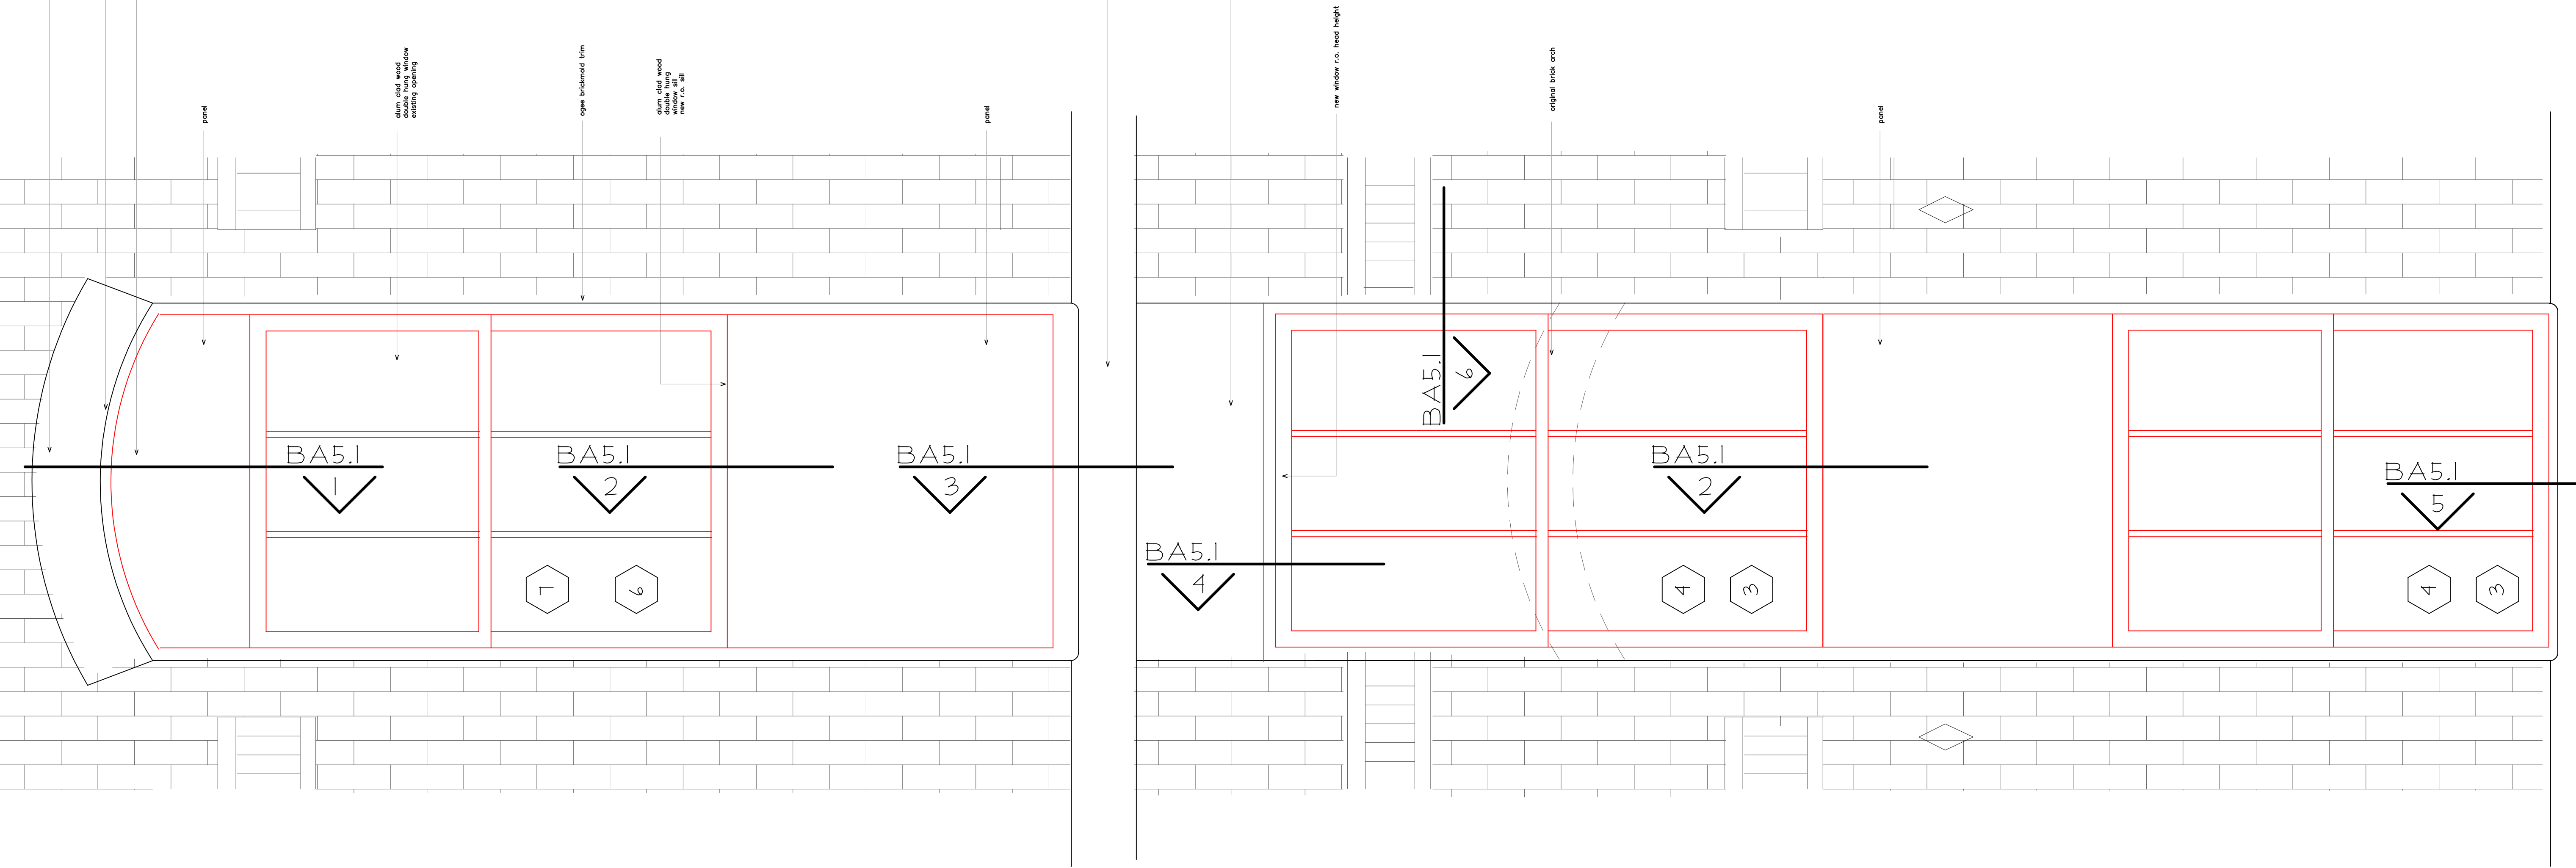 panel
alum clad wood
double hung window
existing opening
ogee brickmold trim
alum clad wood
double hung
window sill
new r.o. sill
panel
new window r.o. head height
original brick arch
panel
BA5.1
1
BA5.1
2
BA5.1
3
BA5.1
4
BA5.1
6
BA5.1
2
BA5.1
5
7
6
4
3
4
3